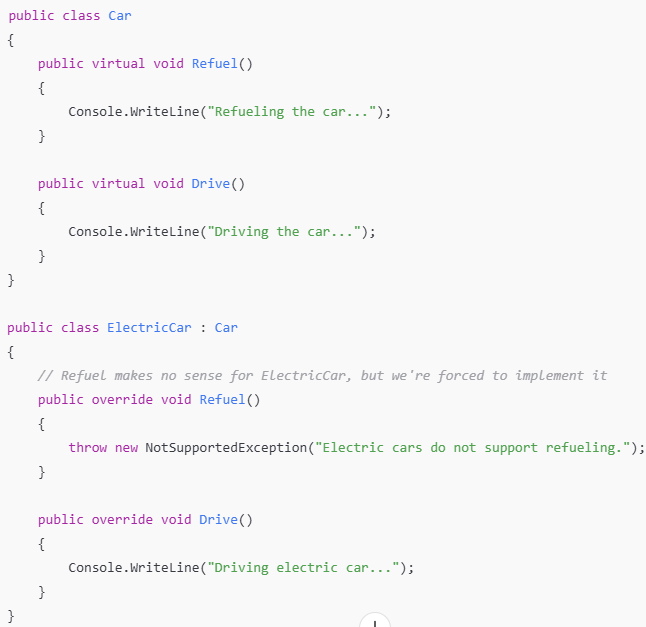 public class Car
{
    public virtual void Refuel()
    {
        Console.WriteLine("Refueling the car...");
    }

    public virtual void Drive()
    {
        Console.WriteLine("Driving the car...");
    }
}

public class ElectricCar : Car
{
    // Refuel makes no sense for ElectricCar, but we're forced to implement it
    public override void Refuel()
    {
        throw new NotSupportedException("Electric cars do not support refueling.");
    }

    public override void Drive()
    {
        Console.WriteLine("Driving electric car...");
    }
}